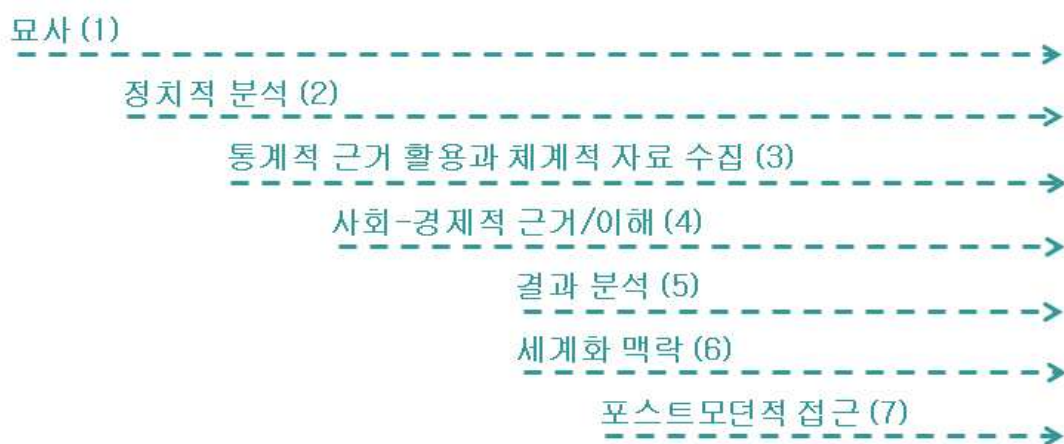 묘사 (1)
정치적 분석 (2)
통계적 근거 활용과 체계적 자료 수집 (3)
사회-경제적 근거/이해 (4)
결과 분석 (5)
세계화 맥락 (6)
포스트모던적 접근 (7)